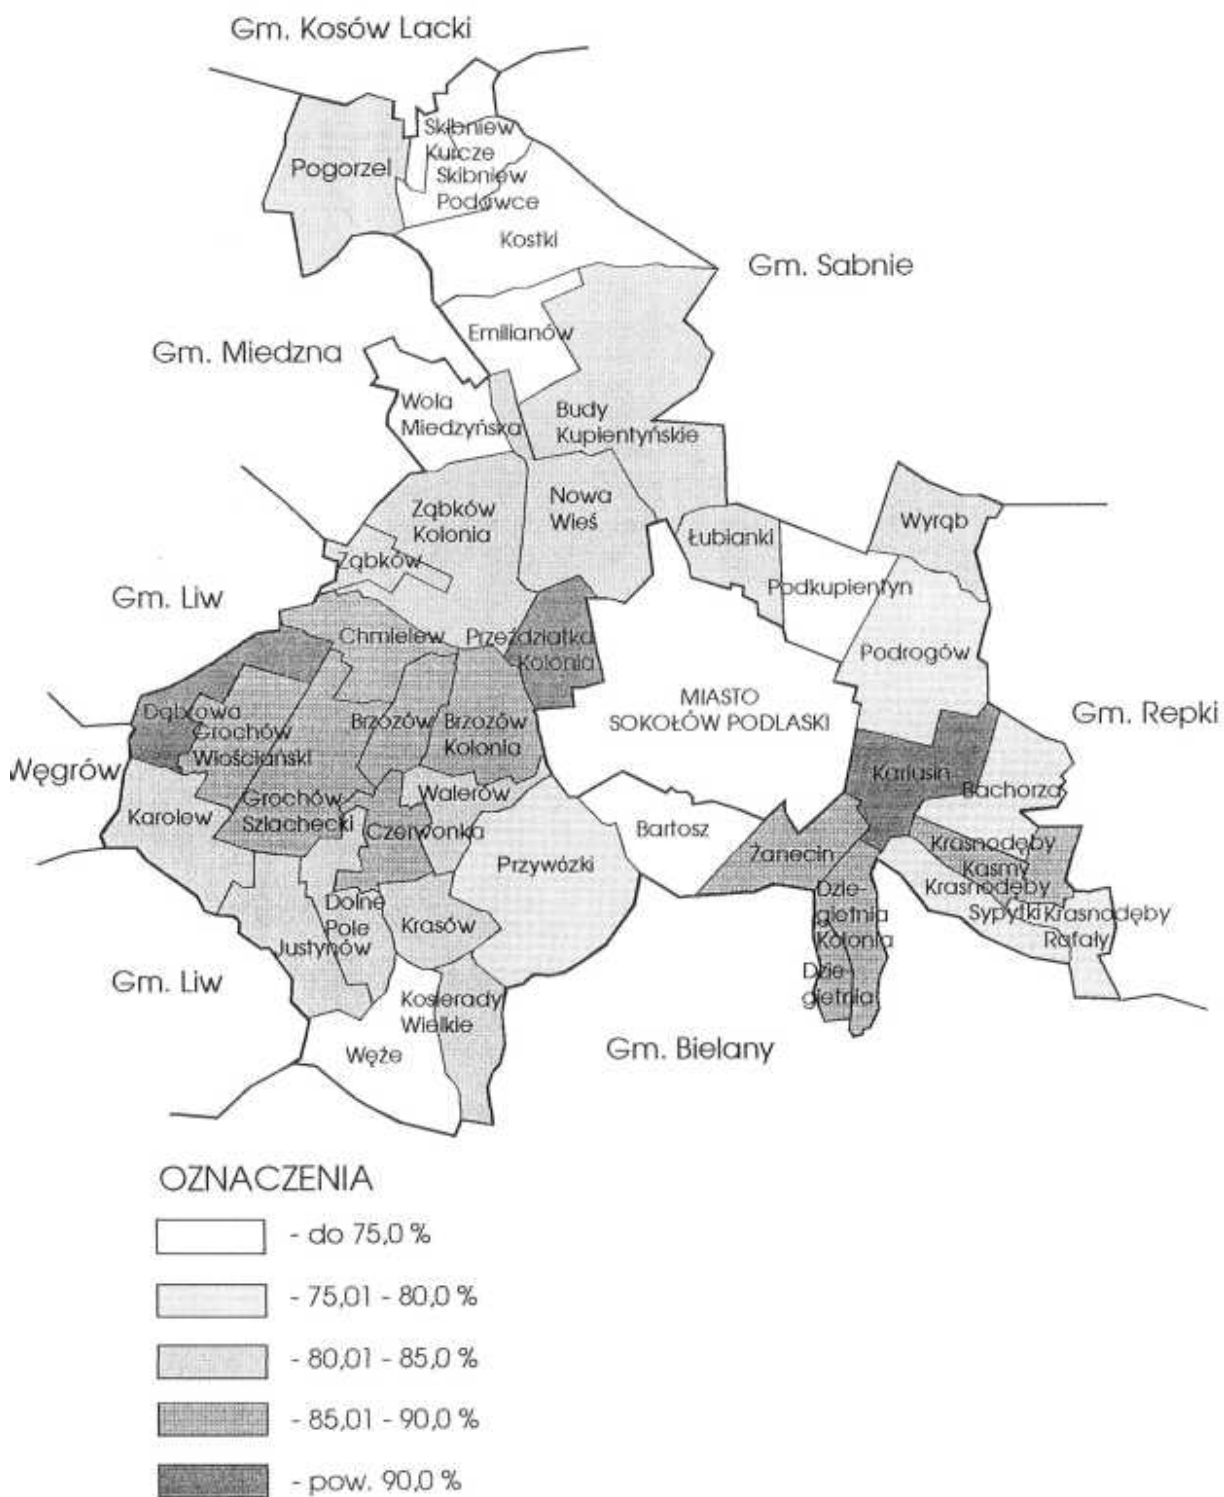 Gm. Kosów Lacki
Skibniew
Kurcze
Pogorzel
Skibniew
Podawce
Kostki
Gm. Sabnie
Emilianów
Gm. Miedzna
Wola
Miedzyńska
Budy
Kupientyńskie
Ząbków
Kolonia
Nowa
Wieś
Wyrąb
Łubianki
Ząbków
Podkupientyn
Gm. Liw
Chmielew
Przeździatka
Kolonia
Podrogów
MIASTO
SOKOŁÓW PODLASKI
Dąbrowa
Grochów
Włościański
Brzozów
Brzozów
Kolonia
Gm. Repki
Węgrów
Karlusin
Bachorza
Walerów
Grochów
Szlachecki
Karolew
Czerwonka
Bartosz
Krasnodęby
Kasmy
Żanecin
Przywózki
Krasnodęby
Sypytki
Krasnodęby
Rafały
Dolne
Pole
Krasów
Justynów
Dzie-
gietnia
Kolonia
Dzie-
gietnia
Gm. Liw
Kosierady
Wielkie
Węże
Gm. Bielany
OZNACZENIA
- do 75,0 %
- 75,01 - 80,0 %
- 80,01 - 85,0 %
- 85,01 - 90,0 %
- pow. 90,0 %